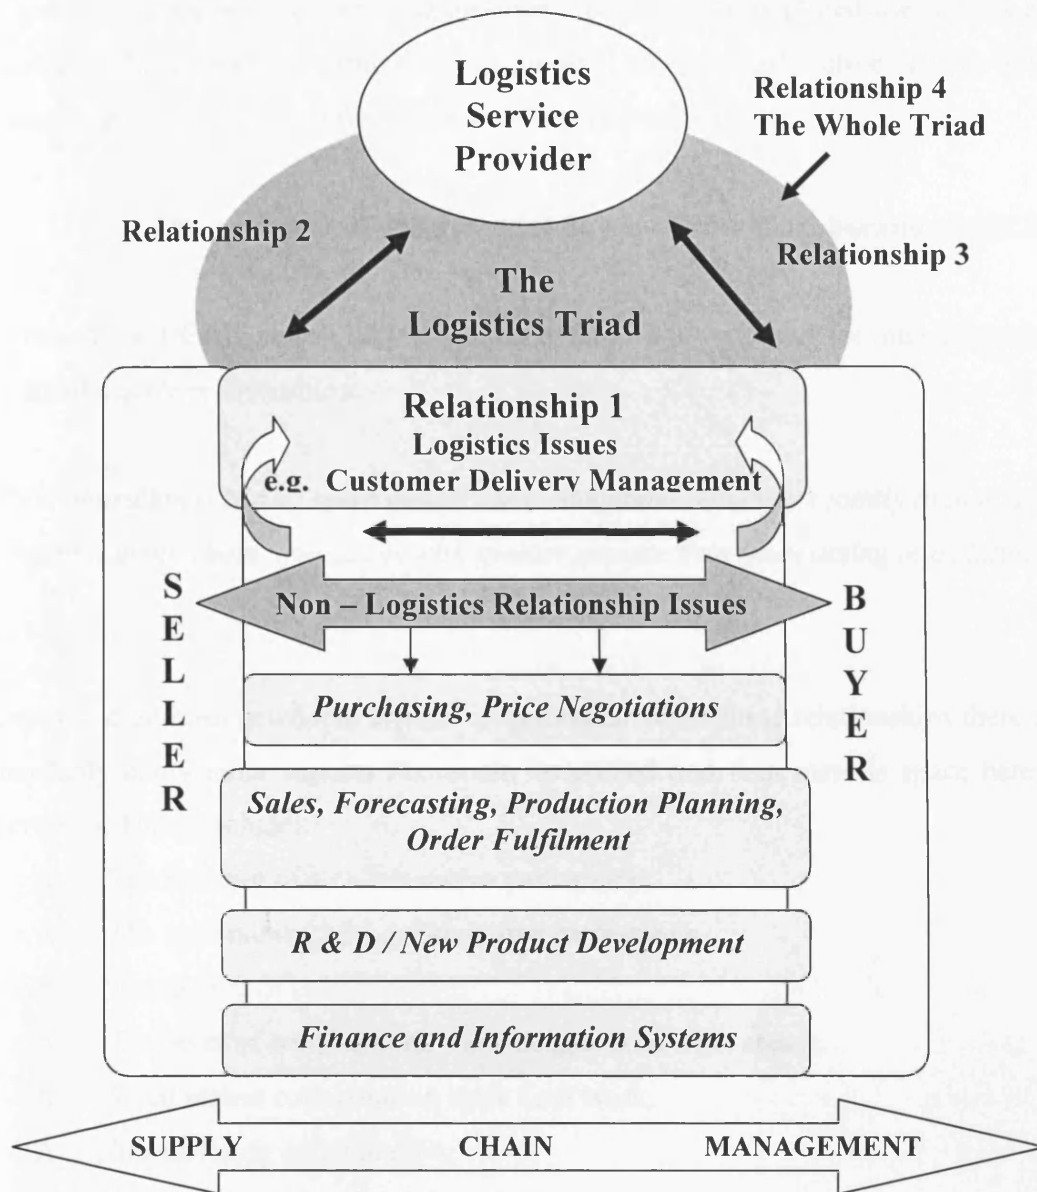 Logistics
Service
Provider
Relationship 4
The Whole Triad
Relationship 2
Relationship 3
The
Logistics Triad
Relationship 1
Logistics Issues
e.g. Customer Delivery Management
SELLER
Non – Logistics Relationship Issues
BUYER
Purchasing, Price Negotiations
Sales, Forecasting, Production Planning,
Order Fulfilment
R & D / New Product Development
Finance and Information Systems
SUPPLY CHAIN MANAGEMENT